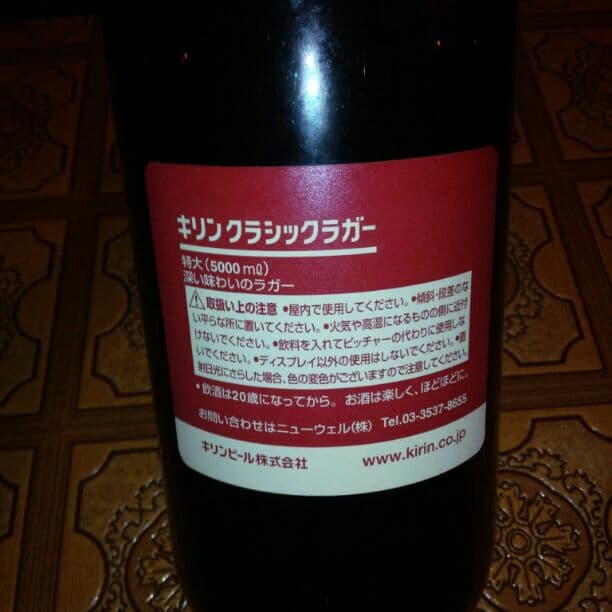 キリン クラシックラガー
特大(5000mℓ)
深い味わいのラガー
⚠取扱い上の注意 ●屋内で使用してください。●傾斜・段差のな
い平らな所に置いてください。●火気や高温になるものの側に近付
けないでください。●飲料を入れてピッチャーの代わりに使用しな
いでください。●ディスプレイ以外の使用はしないでください。●直
射日光にさらした場合、色の変色がございますので注意してください。
・飲酒は20歳になってから。お酒は楽しく、ほどほどに。
お問い合わせはニューウェル(株) Tel.03-3537-8655
キリンビール株式会社 www.kirin.co.jp